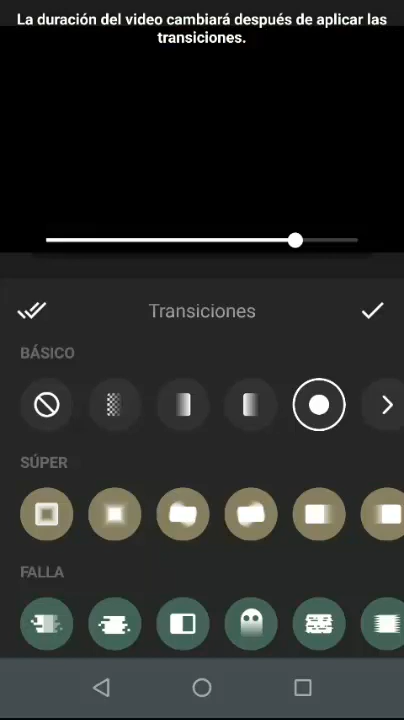 La duración del video cambiará después de aplicar las
transiciones.
Transiciones
BÁSICO
SÚPER
FALLA